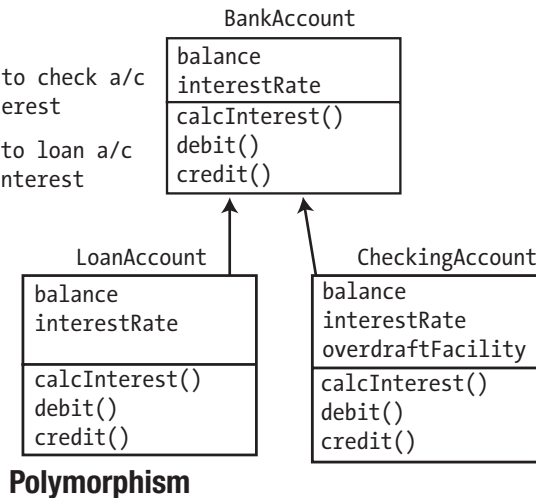 BankAccount
to check a/c
erest
to loan a/c
nterest
balance
interestRate
calcInterest()
debit()
credit()
LoanAccount
balance
interestRate
calcInterest()
debit()
credit()
CheckingAccount
balance
interestRate
overdraftFacility
calcInterest()
debit()
credit()
Polymorphism